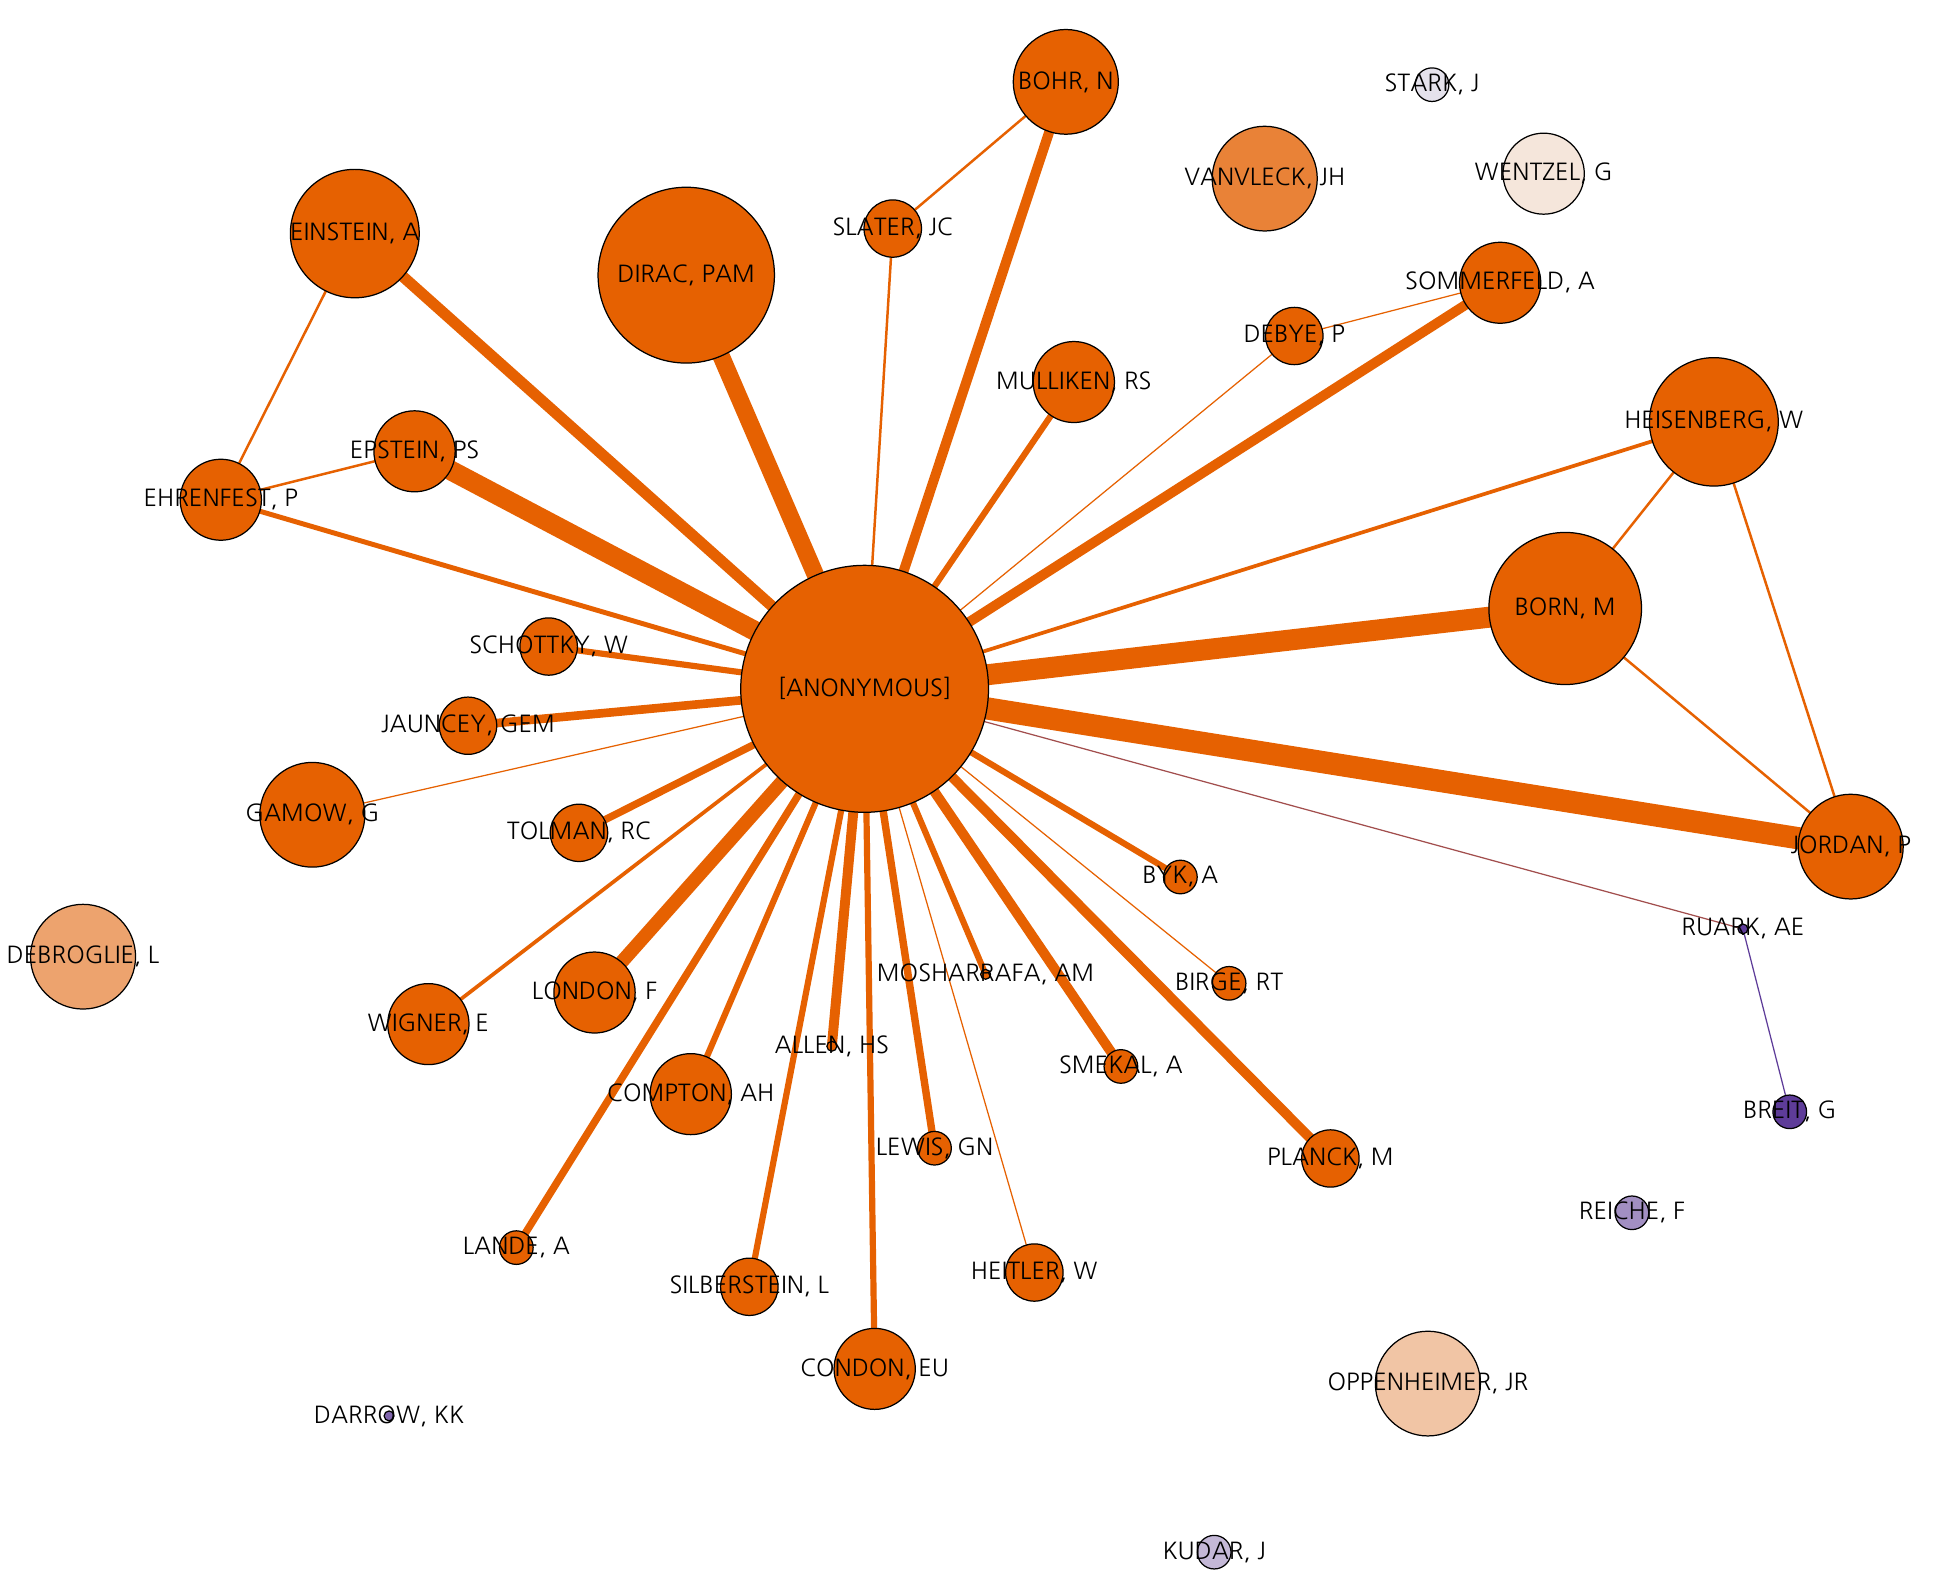 BOHR, N
STARK, J
WENTZEL, G
VANVLECK, JH
EINSTEIN, A
SLATER, JC
DIRAC, PAM
SOMMERFELD, A
DEBYE, P
MULLIKEN, RS
HEISENBERG, W
EPSTEIN, PS
EHRENFEST, P
BORN, M
SCHOTTKY, W
[ANONYMOUS]
JAUNCEY, GEM
GAMOW, G
TOLMAN, RC
JORDAN, P
BYK, A
RUARK, AE
DEBROGLIE, L
MOSHARRAFA, AM
BIRGE, RT
LONDON, F
WIGNER, E
ALLEN, HS
SMEKAL, A
COMPTON, AH
BREIT, G
LEWIS, GN
PLANCK, M
REICHE, F
LANDE, A
HEITLER, W
SILBERSTEIN, L
CONDON, EU
OPPENHEIMER, JR
DARROW, KK
KUDAR, J